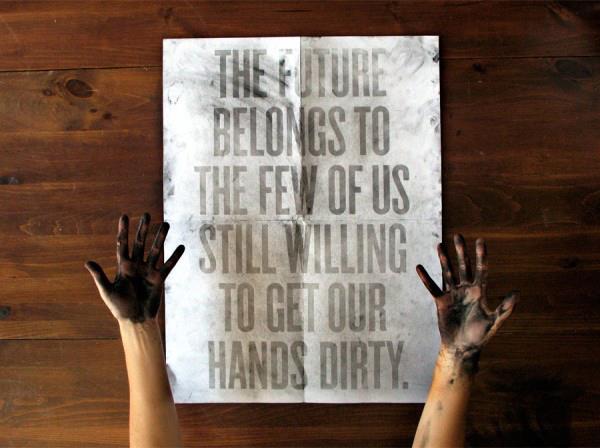 THE FUTURE
BELONGS TO
THE FEW OF US
STILL WILLING
TO GET OUR
HANDS DIRTY.